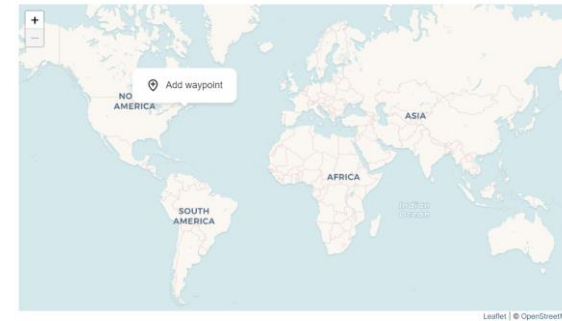 +
−
Add waypoint
NO
AMERICA
ASIA
AFRICA
Indian
Ocean
SOUTH
AMERICA
Leaflet | © OpenStreetM